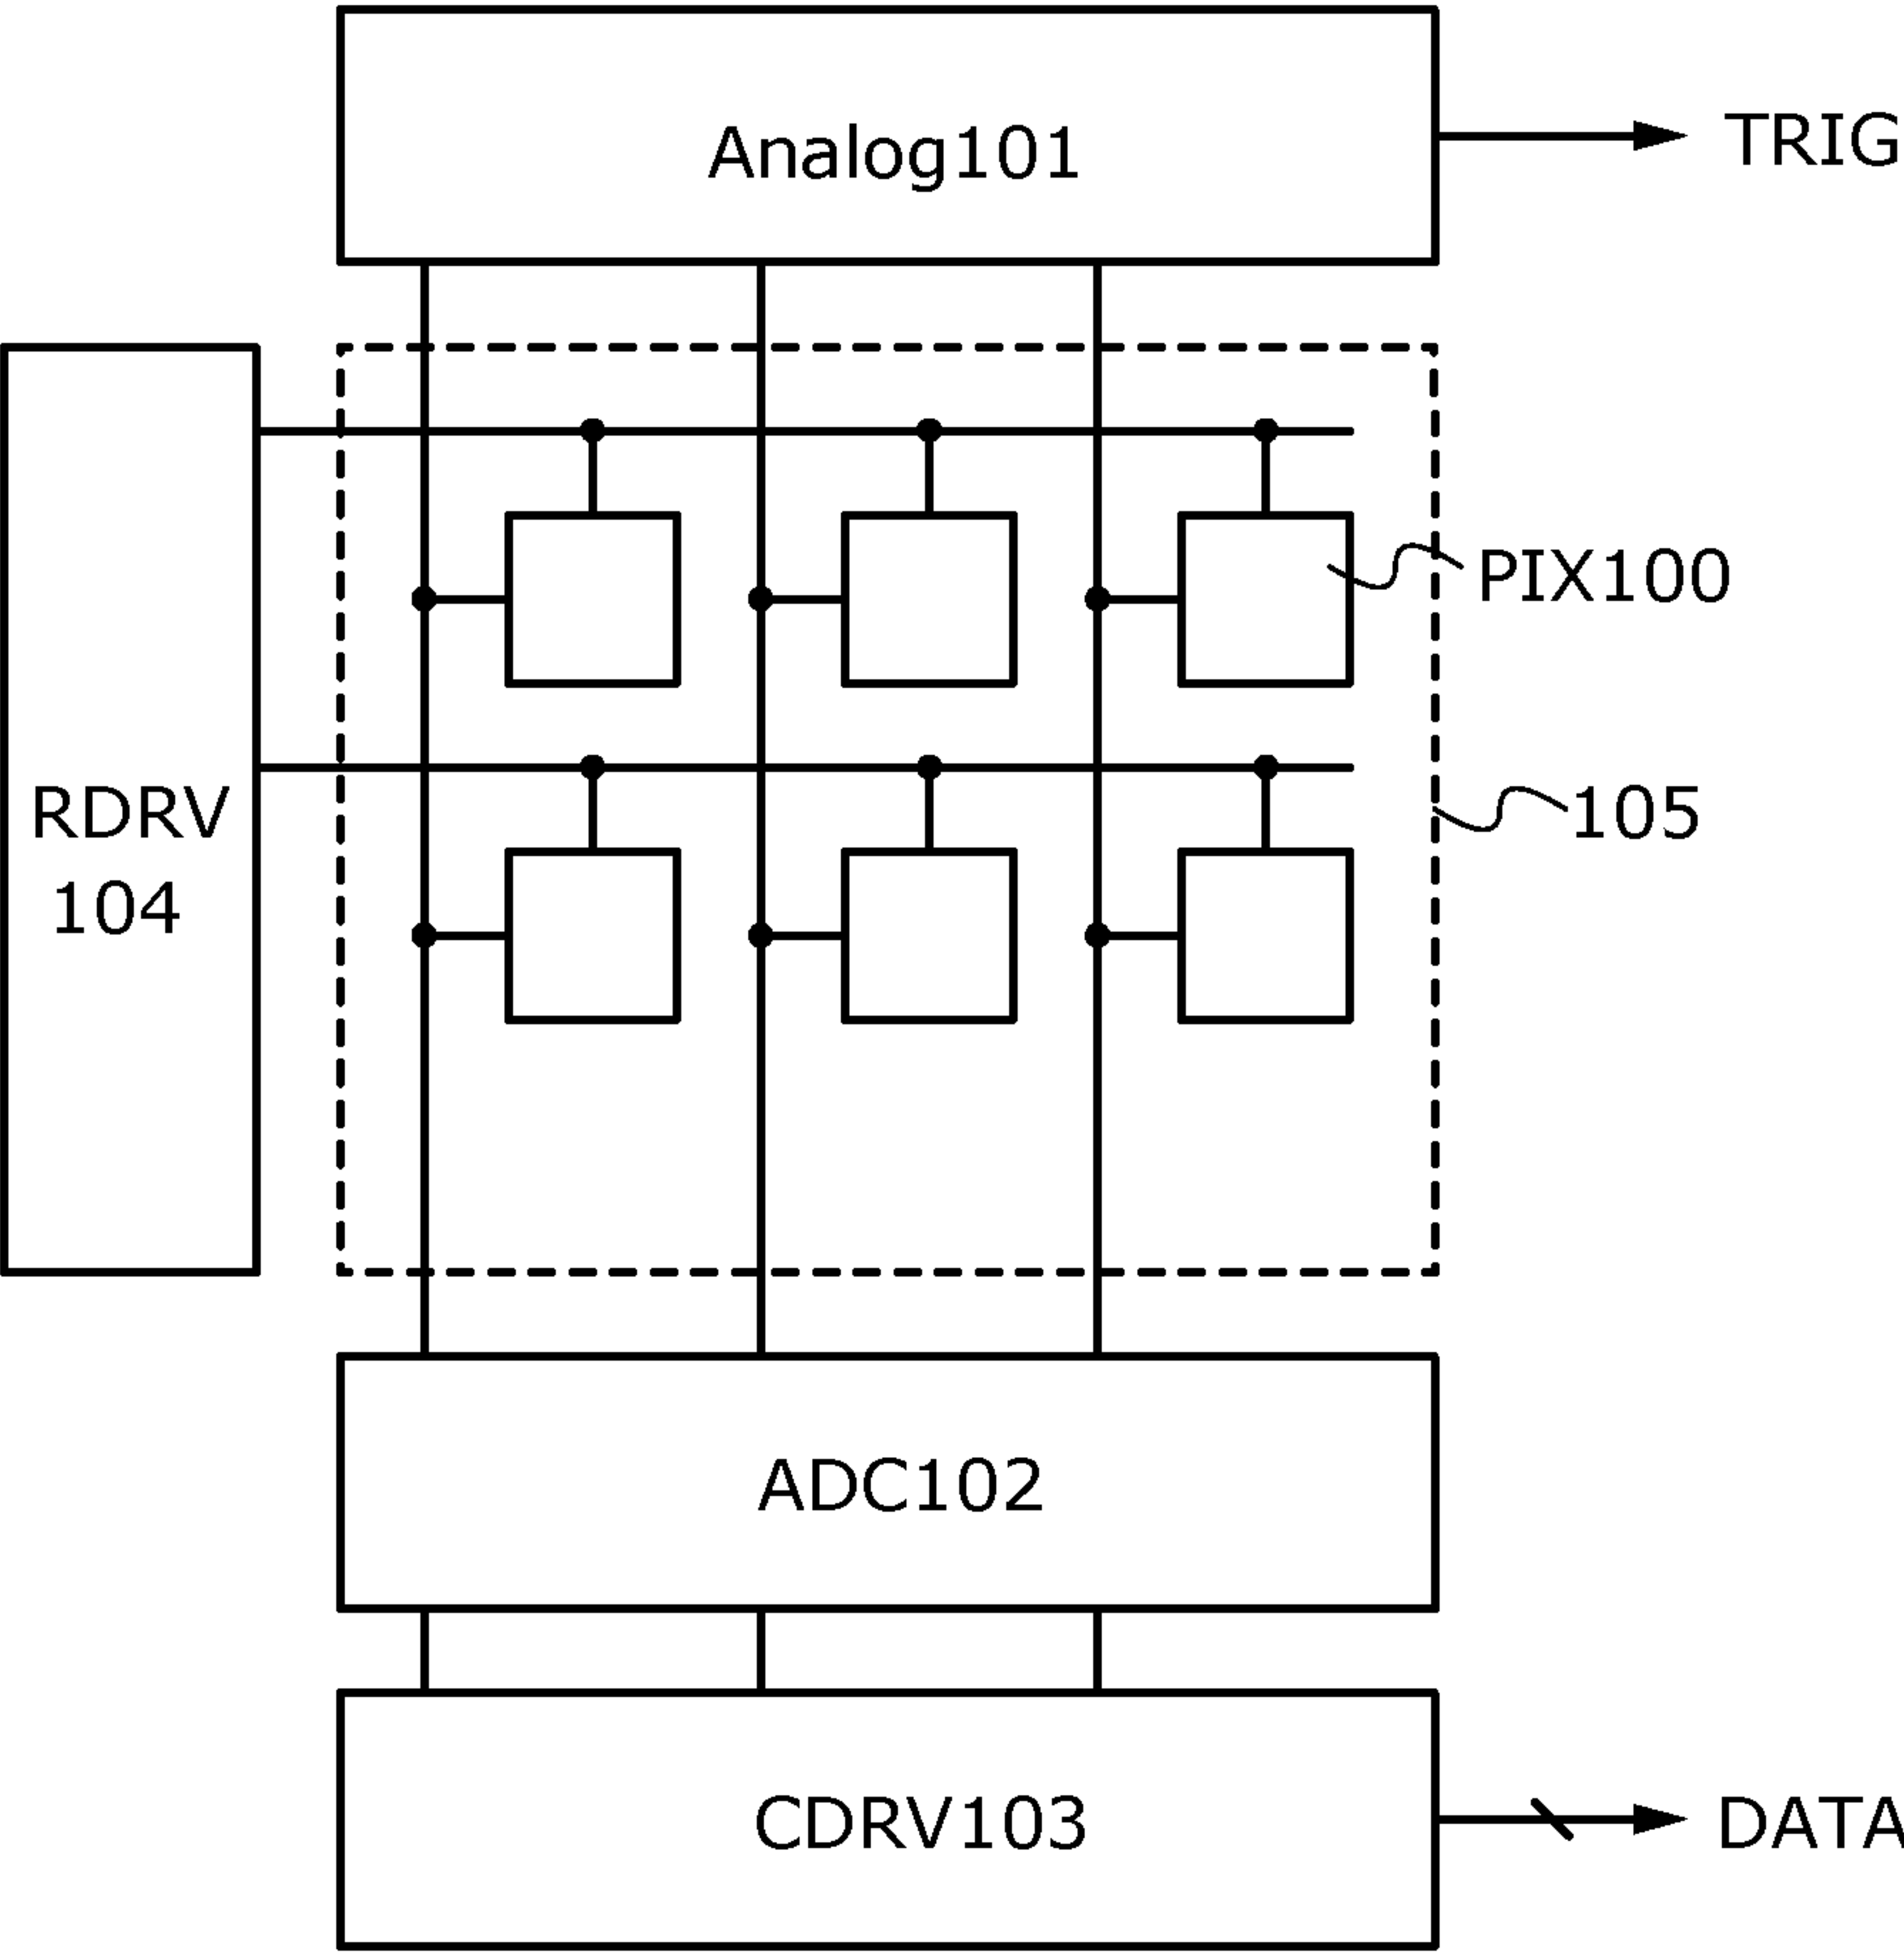 Analog101
TRIG
PIX100
RDRV
104
105
ADC102
CDRV103
DATA